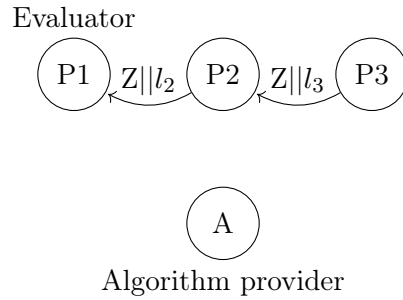 Evaluator
P1 Z||l₂ P2 Z||l₃ P3
A
Algorithm provider